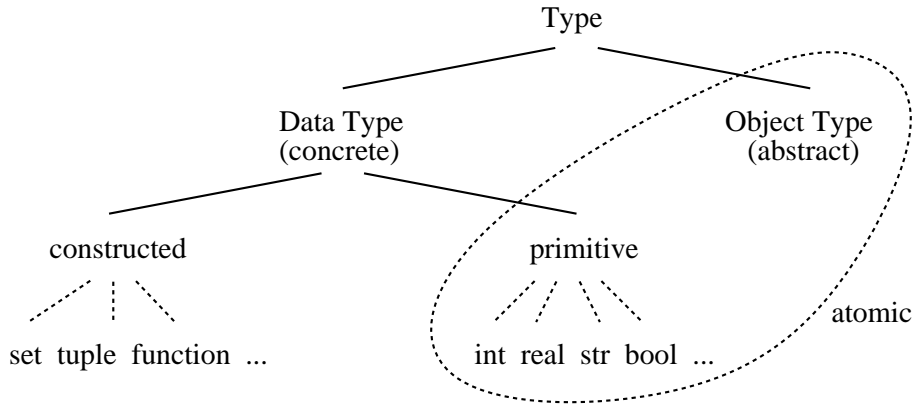 Type
Data Type
(concrete)
Object Type
(abstract)
constructed
primitive
atomic
set tuple function ...
int real str bool ...